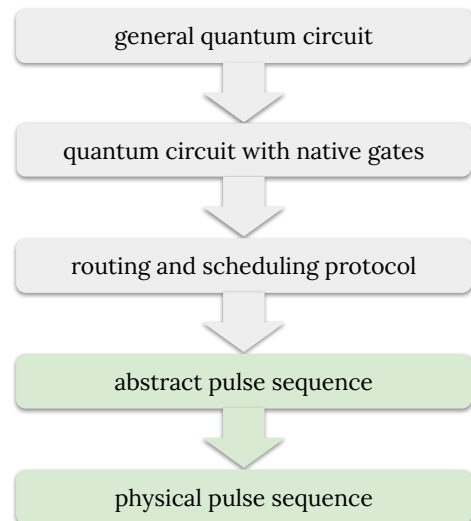 general quantum circuit
quantum circuit with native gates
routing and scheduling protocol
abstract pulse sequence
physical pulse sequence